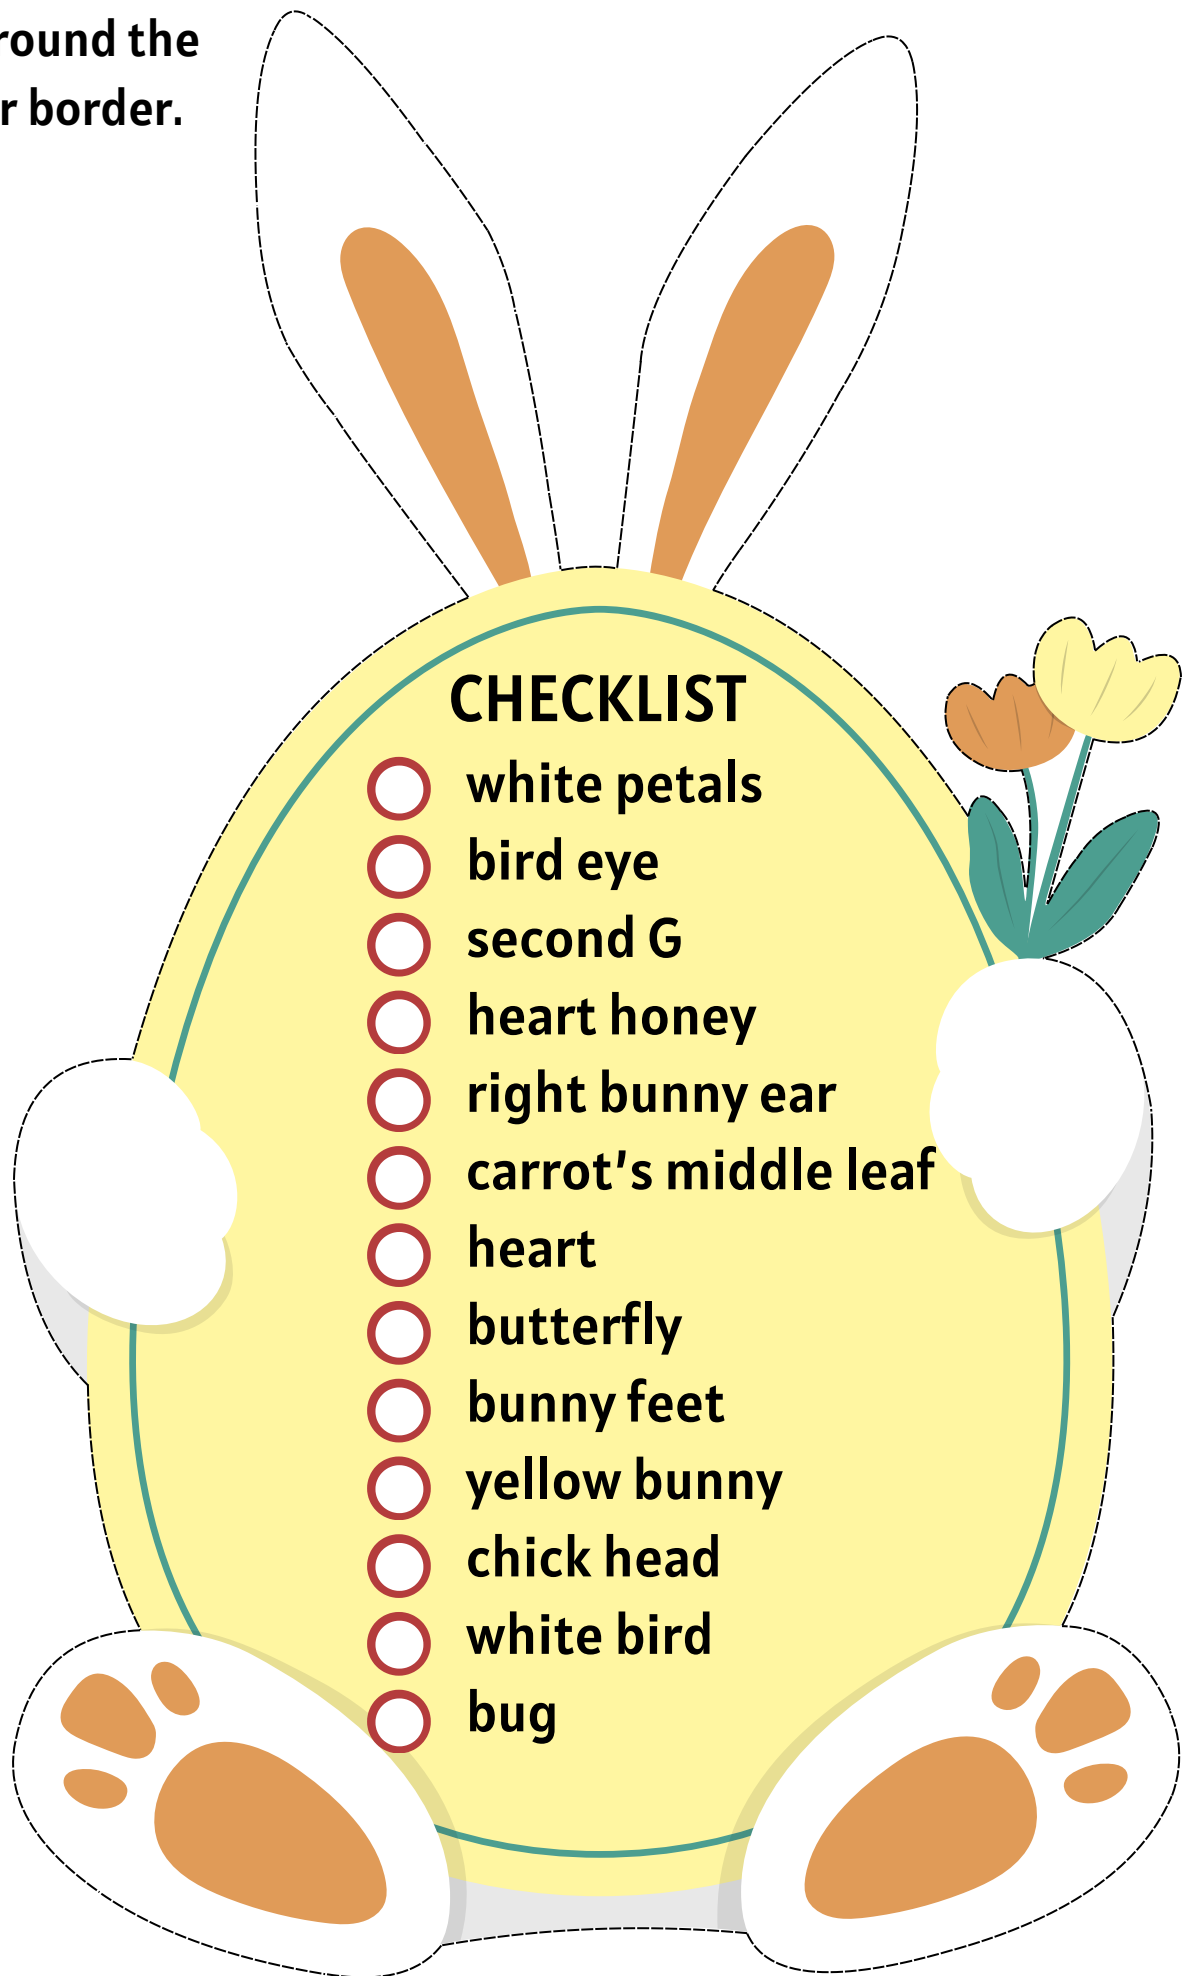 round the
r border.
CHECKLIST
white petals
bird eye
second G
heart honey
right bunny ear
carrot's middle leaf
heart
butterfly
bunny feet
yellow bunny
chick head
white bird
bug